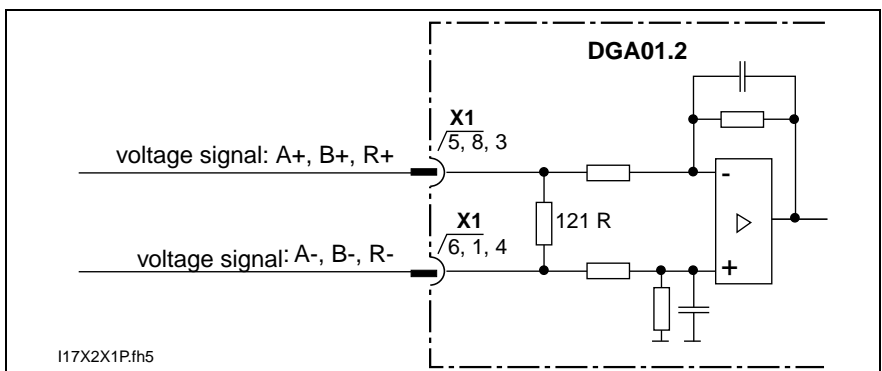 DGA01.2
X1
5, 8, 3
voltage signal: A+, B+, R+
-
121 R
X1
6, 1, 4
voltage signal: A-, B-, R-
+
I17X2X1P.fh5